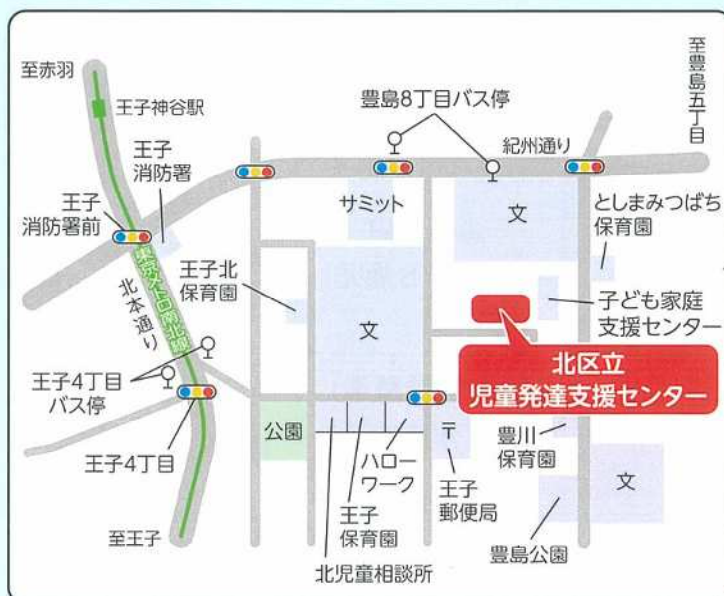 至赤羽
王子神谷駅
王子
消防署
王子
消防署前
豊島8丁目バス停
紀州通り
至豊島五丁目
サミット
文
としまみつばち
保育園
東京メトロ南北線
北本通り
王子北
保育園
文
子ども家庭
支援センター
北区立
児童発達支援センター
王子4丁目
バス停
王子4丁目
公園
ハロー
ワーク
〒
王子
郵便局
豊川
保育園
文
王子
保育園
豊島公園
至王子
北児童相談所